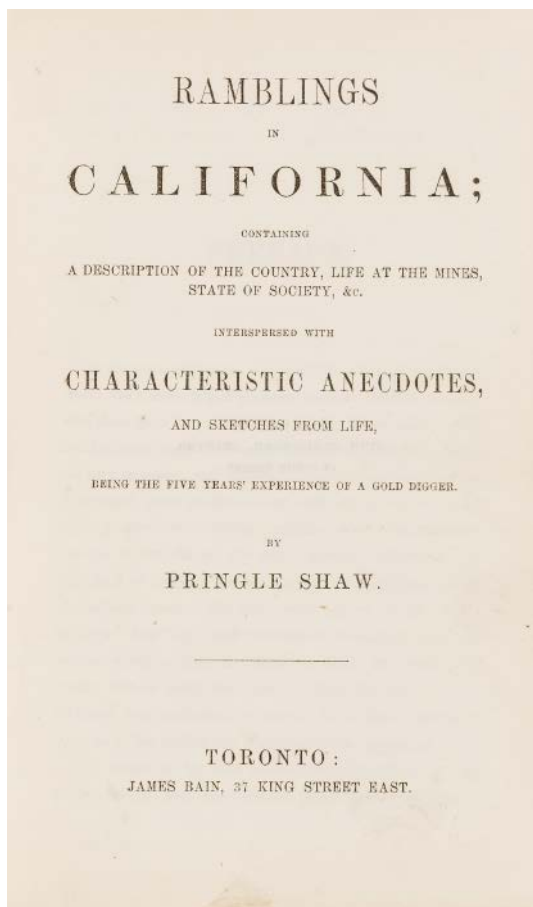 RAMBLINGS
IN
CALIFORNIA;
CONTAINING
A DESCRIPTION OF THE COUNTRY, LIFE AT THE MINES,
STATE OF SOCIETY, &c.
INTERSPERSED WITH
CHARACTERISTIC ANECDOTES,
AND SKETCHES FROM LIFE,
BEING THE FIVE YEARS' EXPERIENCE OF A GOLD DIGGER.
BY
PRINGLE SHAW.
TORONTO:
JAMES BAIN, 37 KING STREET EAST.